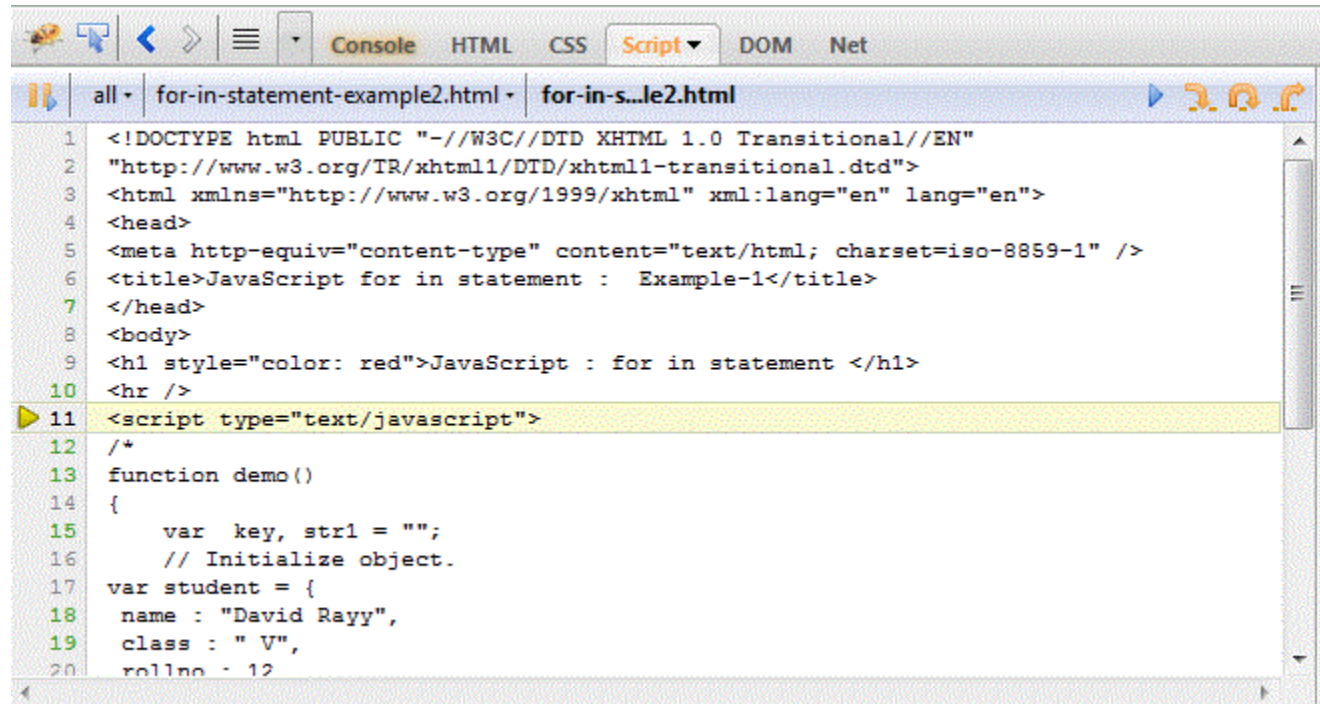 Console HTML CSS Script DOM Net
all for-in-statement-example2.html for-in-s...le2.html
1 <!DOCTYPE html PUBLIC "-//W3C//DTD XHTML 1.0 Transitional//EN"
2 "http://www.w3.org/TR/xhtml1/DTD/xhtml1-transitional.dtd">
3 <html xmlns="http://www.w3.org/1999/xhtml" xml:lang="en" lang="en">
4 <head>
5 <meta http-equiv="content-type" content="text/html; charset=iso-8859-1" />
6 <title>JavaScript for in statement :  Example-1</title>
7 </head>
8 <body>
9 <h1 style="color: red">JavaScript : for in statement </h1>
10 <hr />
11 <script type="text/javascript">
12 /*
13 function demo()
14 {
15     var  key, str1 = "";
16     // Initialize object.
17 var student = {
18  name : "David Rayy",
19  class : " V",
20  rollno : 12